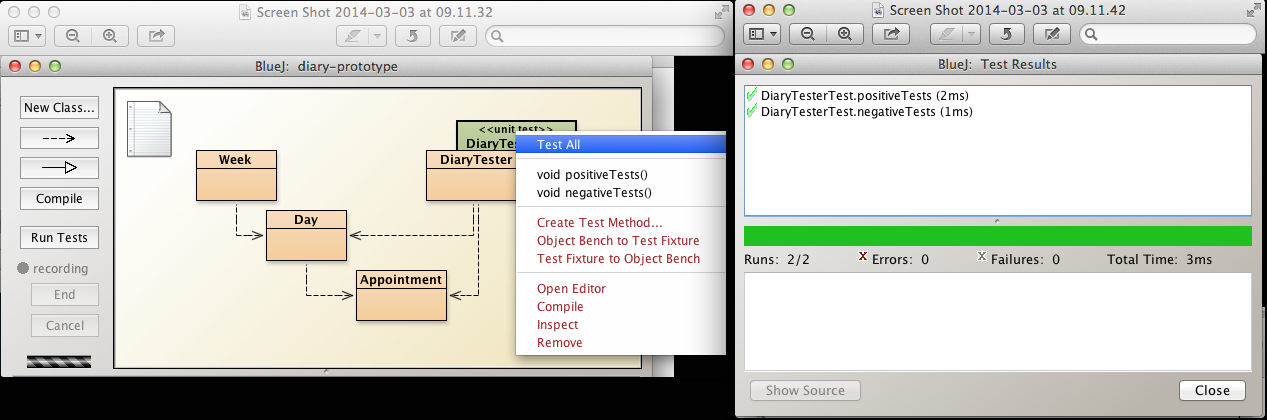 Screen Shot 2014-03-03 at 09.11.32
BlueJ: diary-prototype
New Class...
Compile
Run Tests
recording
End
Cancel
Week
Day
Appointment
<<unit test>>
DiaryTes
DiaryTester
Test All
void positiveTests()
void negativeTests()
Create Test Method...
Object Bench to Test Fixture
Test Fixture to Object Bench
Open Editor
Compile
Inspect
Remove
Screen Shot 2014-03-03 at 09.11.42
BlueJ: Test Results
DiaryTesterTest.positiveTests (2ms)
DiaryTesterTest.negativeTests (1ms)
Runs: 2/2
Errors: 0
Failures: 0
Total Time: 3ms
Show Source
Close